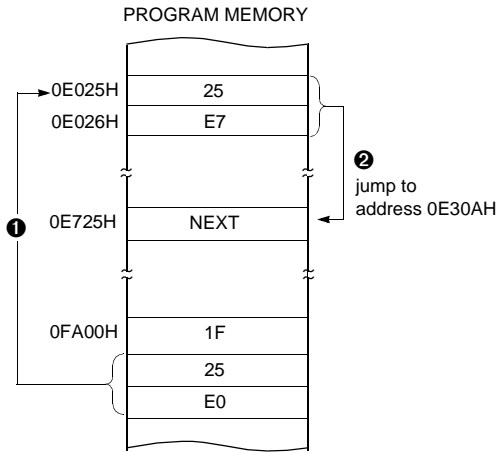 PROGRAM MEMORY
0E025H 25
0E026H E7
❷
jump to
address 0E30AH
❶
0E725H NEXT
0FA00H 1F
25
E0